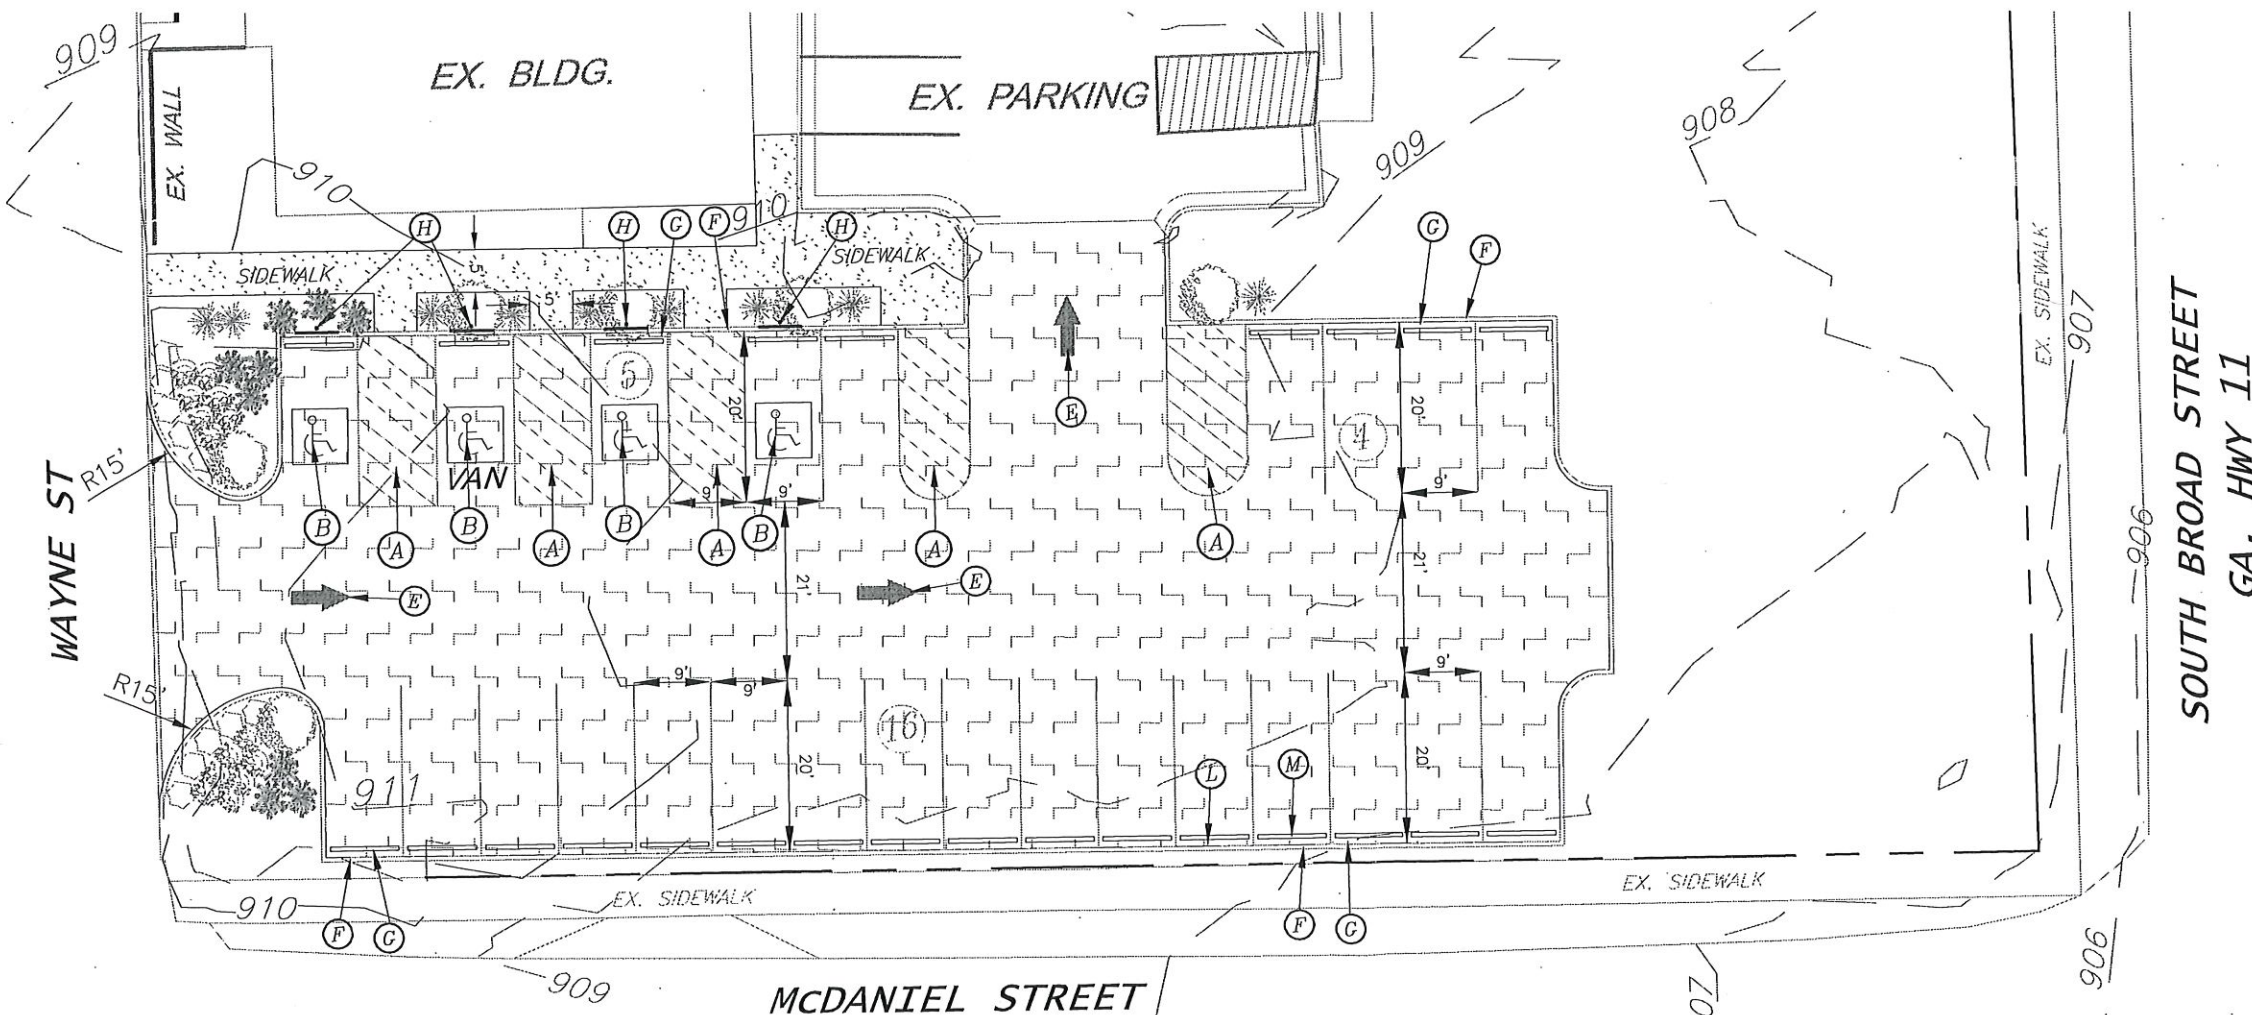 909
EX. WALL
EX. BLDG.
EX. PARKING
909
908
910
910
H
H
G
F
H
G
F
SIDEWALK
5'
SIDEWALK
5'
EX. SIDEWALK
907
SOUTH BROAD STREET
GA. HWY 11
E
5
20'
4
20'
R15'
VAN
9'
9'
9'
B
A
B
A
B
A
B
A
A
906
WAYNE ST
21'
21'
E
E
R15'
9'
9'
9'
16
20'
20'
L
M
911
910
EX. SIDEWALK
EX. SIDEWALK
F
G
F
G
909
MCDANIEL STREET
906